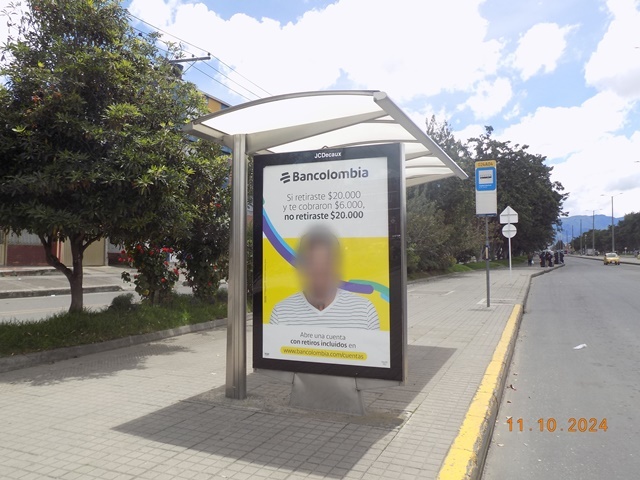 JCDecaux
Bancolombia
Si retiraste $20.000
y te cobraron $6.000,
no retiraste $20.000
Abre una cuenta
con retiros incluidos en
www.bancolombia.com/cuentas
11.10.2024